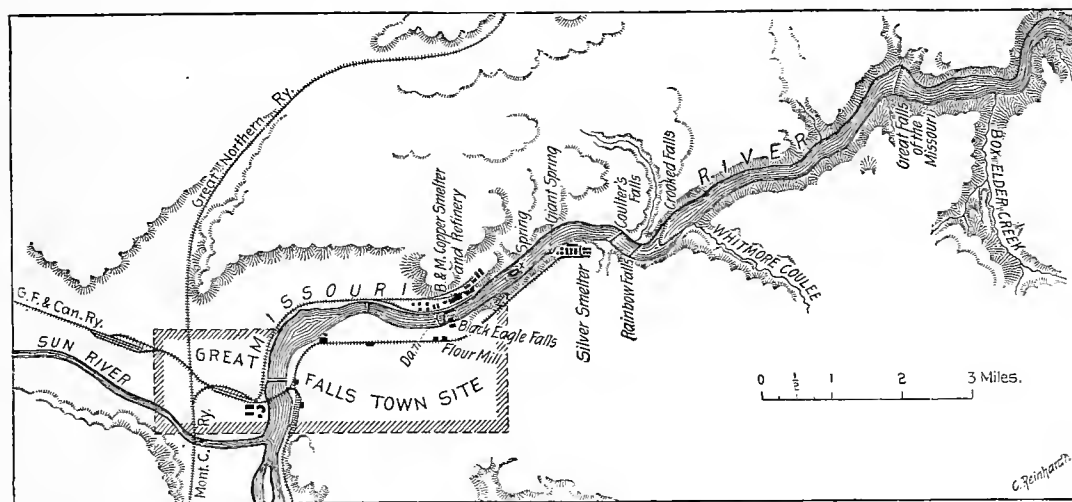 Great Northern Ry.
G.F. & Can. Ry.
SUN RIVER
Mont. C. Ry.
GREAT
FALLS TOWN SITE
MISSOURI
RIVER
B. & M. Copper Smelter
and Refinery
Dam
Black Eagle Falls
Flour Mill
Spring
Giant Spring
Silver Smelter
Rainbow Falls
Coulter's
Falls
Crooked Falls
WHITMORE COULEE
Great Falls
of the
Missouri
BOX ELDER CREEK
0 ½ 1 2 3 Miles.
C. Reinhardt.